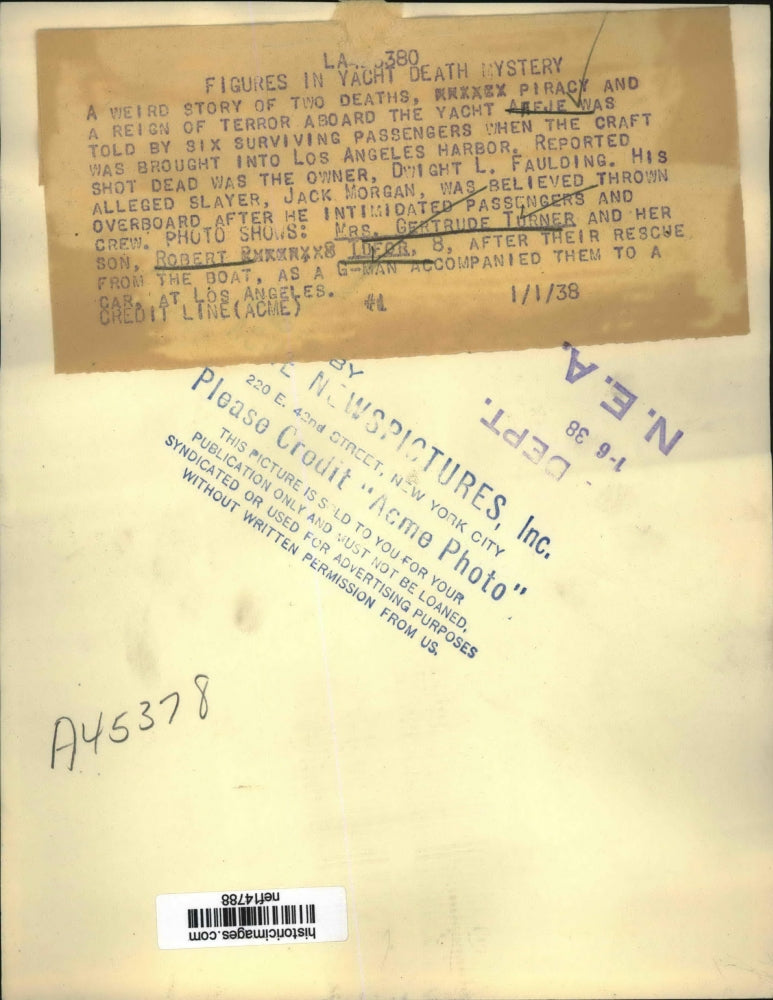 LA 380
FIGURES IN YACHT DEATH MYSTERY
A WEIRD STORY OF TWO DEATHS, PIRACY AND
A REIGN OF TERROR ABOARD THE YACHT WAS
TOLD BY SIX SURVIVING PASSENGERS WHEN THE CRAFT
WAS BROUGHT INTO LOS ANGELES HARBOR. REPORTED
SHOT DEAD WAS THE OWNER, DWIGHT L. FAULDING. HIS
ALLEGED SLAYER, JACK MORGAN, WAS BELIEVED THROWN
OVERBOARD AFTER HE INTIMIDATED PASSENGERS AND
CREW. PHOTO SHOWS: MRS. GERTRUDE TURNER AND HER
SON, ROBERT 8, AFTER THEIR RESCUE
FROM THE BOAT, AS A G-MAN ACCOMPANIED THEM TO A
CAR, AT LOS ANGELES.
CREDIT LINE(ACME) #1 1/1/38
BY
NEWSPICTURES, Inc.
220 E. 42nd STREET, NEW YORK CITY
Please Credit "Acme Photo"
THIS PICTURE IS SOLD TO YOU FOR YOUR
PUBLICATION ONLY AND MUST NOT BE LOANED,
SYNDICATED OR USED FOR ADVERTISING PURPOSES
WITHOUT WRITTEN PERMISSION FROM US.
N. E. A.
1-6 38
DEPT.
A45378
historicimages.com
nef14788